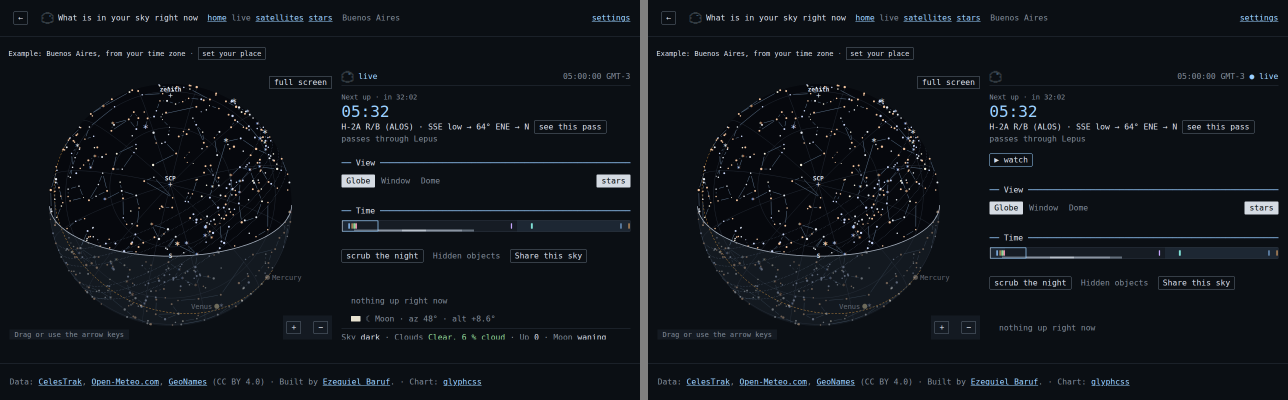 ← What is in your sky right now home live satellites stars Buenos Aires settings
Example: Buenos Aires, from your time zone · set your place
full screen
live 05:00:00 GMT-3
Next up · in 32:02
05:32
H-2A R/B (ALOS) · SSE low → 64° ENE → N see this pass
passes through Lepus
View
Globe Window Dome stars
Time
scrub the night Hidden objects Share this sky
nothing up right now
☾ Moon · az 48° · alt +8.6°
Sky dark · Clouds Clear, 6 % cloud · Up 0 · Moon waning
zenith
SCP
S
Mercury
Venus
Drag or use the arrow keys
+ −
Data: CelesTrak, Open-Meteo.com, GeoNames (CC BY 4.0) · Built by Ezequiel Baruf. · Chart: glyphcss
← What is in your sky right now home live satellites stars Buenos Aires settings
Example: Buenos Aires, from your time zone · set your place
full screen
05:00:00 GMT-3 ● live
Next up · in 32:02
05:32
H-2A R/B (ALOS) · SSE low → 64° ENE → N see this pass
passes through Lepus
▶ watch
View
Globe Window Dome stars
Time
scrub the night Hidden objects Share this sky
nothing up right now
zenith
SCP
S
Mercury
Venus
Drag or use the arrow keys
+ −
Data: CelesTrak, Open-Meteo.com, GeoNames (CC BY 4.0) · Built by Ezequiel Baruf. · Chart: glyphcss